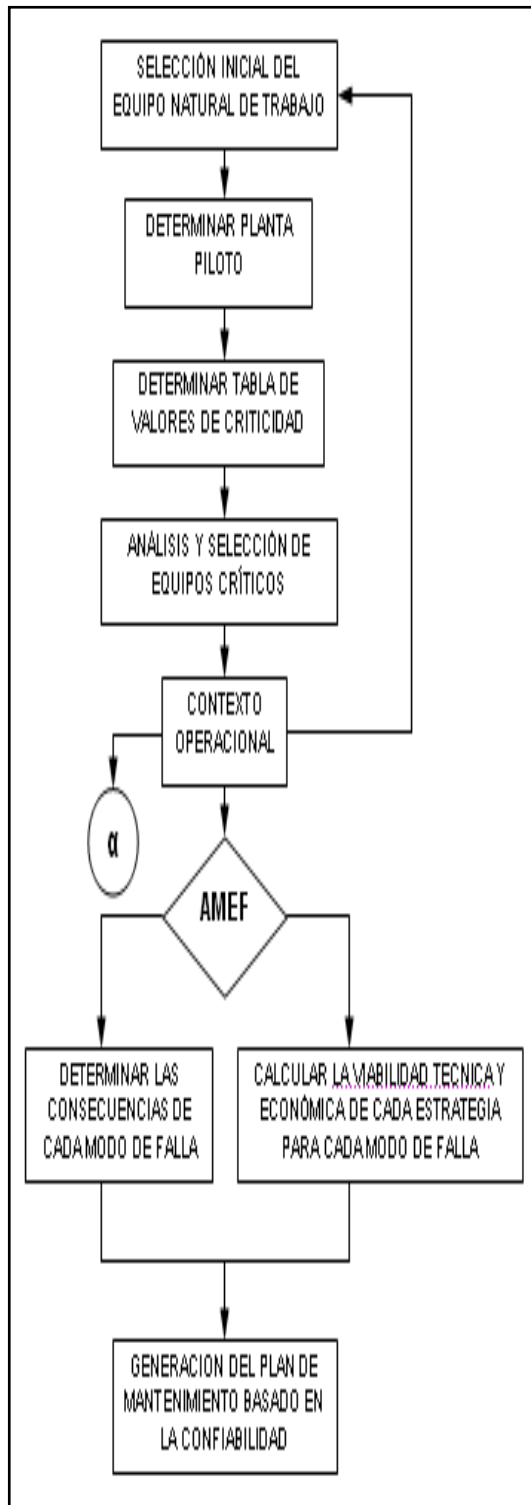 SELECCIÓN INICIAL DEL
EQUIPO NATURAL DE TRABAJO
DETERMINAR PLANTA
PILOTO
DETERMINAR TABLA DE
VALORES DE CRITICIDAD
ANÁLISIS Y SELECCIÓN DE
EQUIPOS CRÍTICOS
CONTEXTO
OPERACIONAL
α
AMEF
DETERMINAR LAS
CONSECUENCIAS DE
CADA MODO DE FALLA
CALCULAR LA VIABILIDAD TECNICA Y
ECONÓMICA DE CADA ESTRATEGIA
PARA CADA MODO DE FALLA
GENERACION DEL PLAN DE
MANTENIMIENTO BASADO EN
LA CONFIABILIDAD